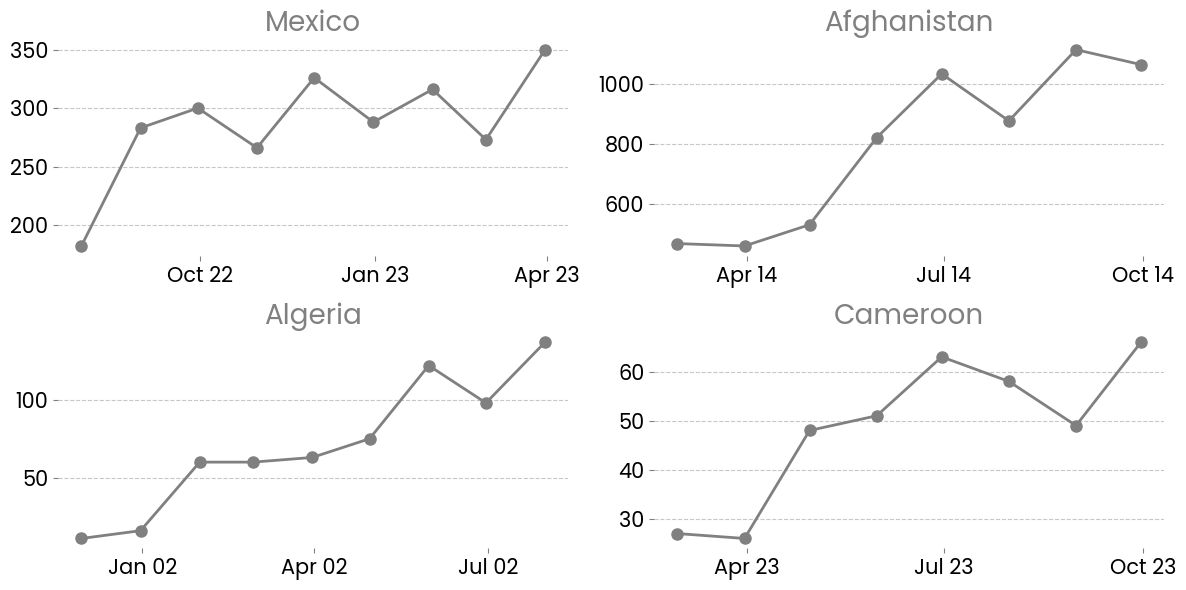 Mexico
350
300
250
200
Oct 22 Jan 23 Apr 23
Afghanistan
1000
800
600
Apr 14 Jul 14 Oct 14
Algeria
100
50
Jan 02 Apr 02 Jul 02
Cameroon
60
50
40
30
Apr 23 Jul 23 Oct 23